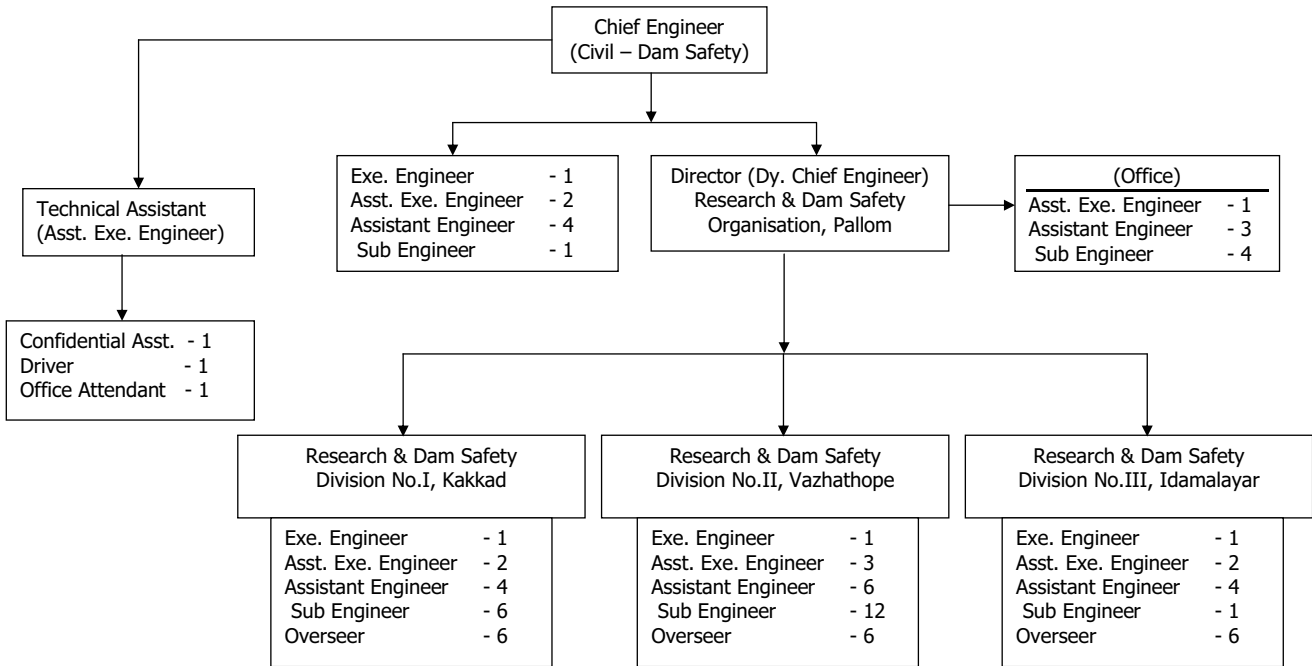 Chief Engineer
(Civil – Dam Safety)
Technical Assistant
(Asst. Exe. Engineer)
Confidential Asst. - 1
Driver - 1
Office Attendant - 1
Exe. Engineer - 1
Asst. Exe. Engineer - 2
Assistant Engineer - 4
Sub Engineer - 1
Director (Dy. Chief Engineer)
Research & Dam Safety
Organisation, Pallom
(Office)
Asst. Exe. Engineer - 1
Assistant Engineer - 3
Sub Engineer - 4
Research & Dam Safety
Division No.I, Kakkad
Exe. Engineer - 1
Asst. Exe. Engineer - 2
Assistant Engineer - 4
Sub Engineer - 6
Overseer - 6
Research & Dam Safety
Division No.II, Vazhathope
Exe. Engineer - 1
Asst. Exe. Engineer - 3
Assistant Engineer - 6
Sub Engineer - 12
Overseer - 6
Research & Dam Safety
Division No.III, Idamalayar
Exe. Engineer - 1
Asst. Exe. Engineer - 2
Assistant Engineer - 4
Sub Engineer - 1
Overseer - 6